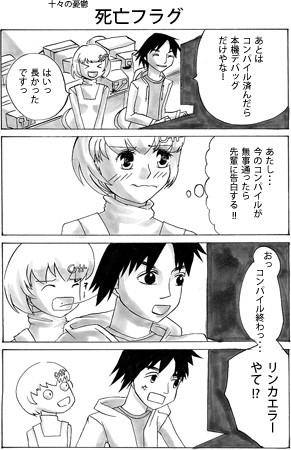 十々の憂鬱
死亡フラグ
あとは
コンパイル済んだら
本機デバッグ
だけやな!
はいっ
長かった
ですっ
あたし・・・
今のコンパイルが
無事通ったら
先輩に告白する!!
おっ
コンパイル終わっ・・・
リンカエラー
やて!?